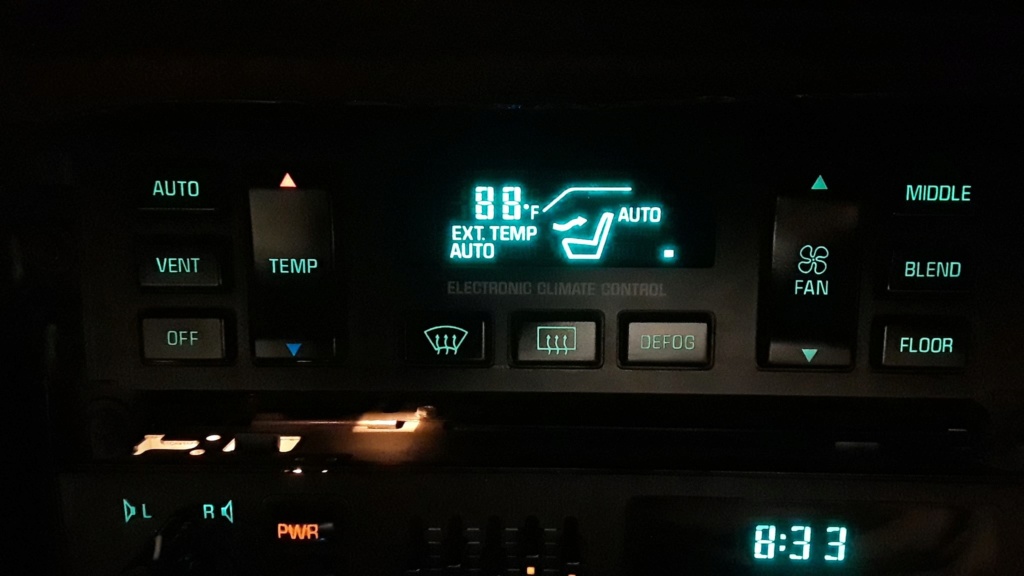 AUTO
VENT
OFF
TEMP
88°F
EXT. TEMP
AUTO
AUTO
ELECTRONIC CLIMATE CONTROL
DEFOG
FAN
MIDDLE
BLEND
FLOOR
L R
PWR
8:33